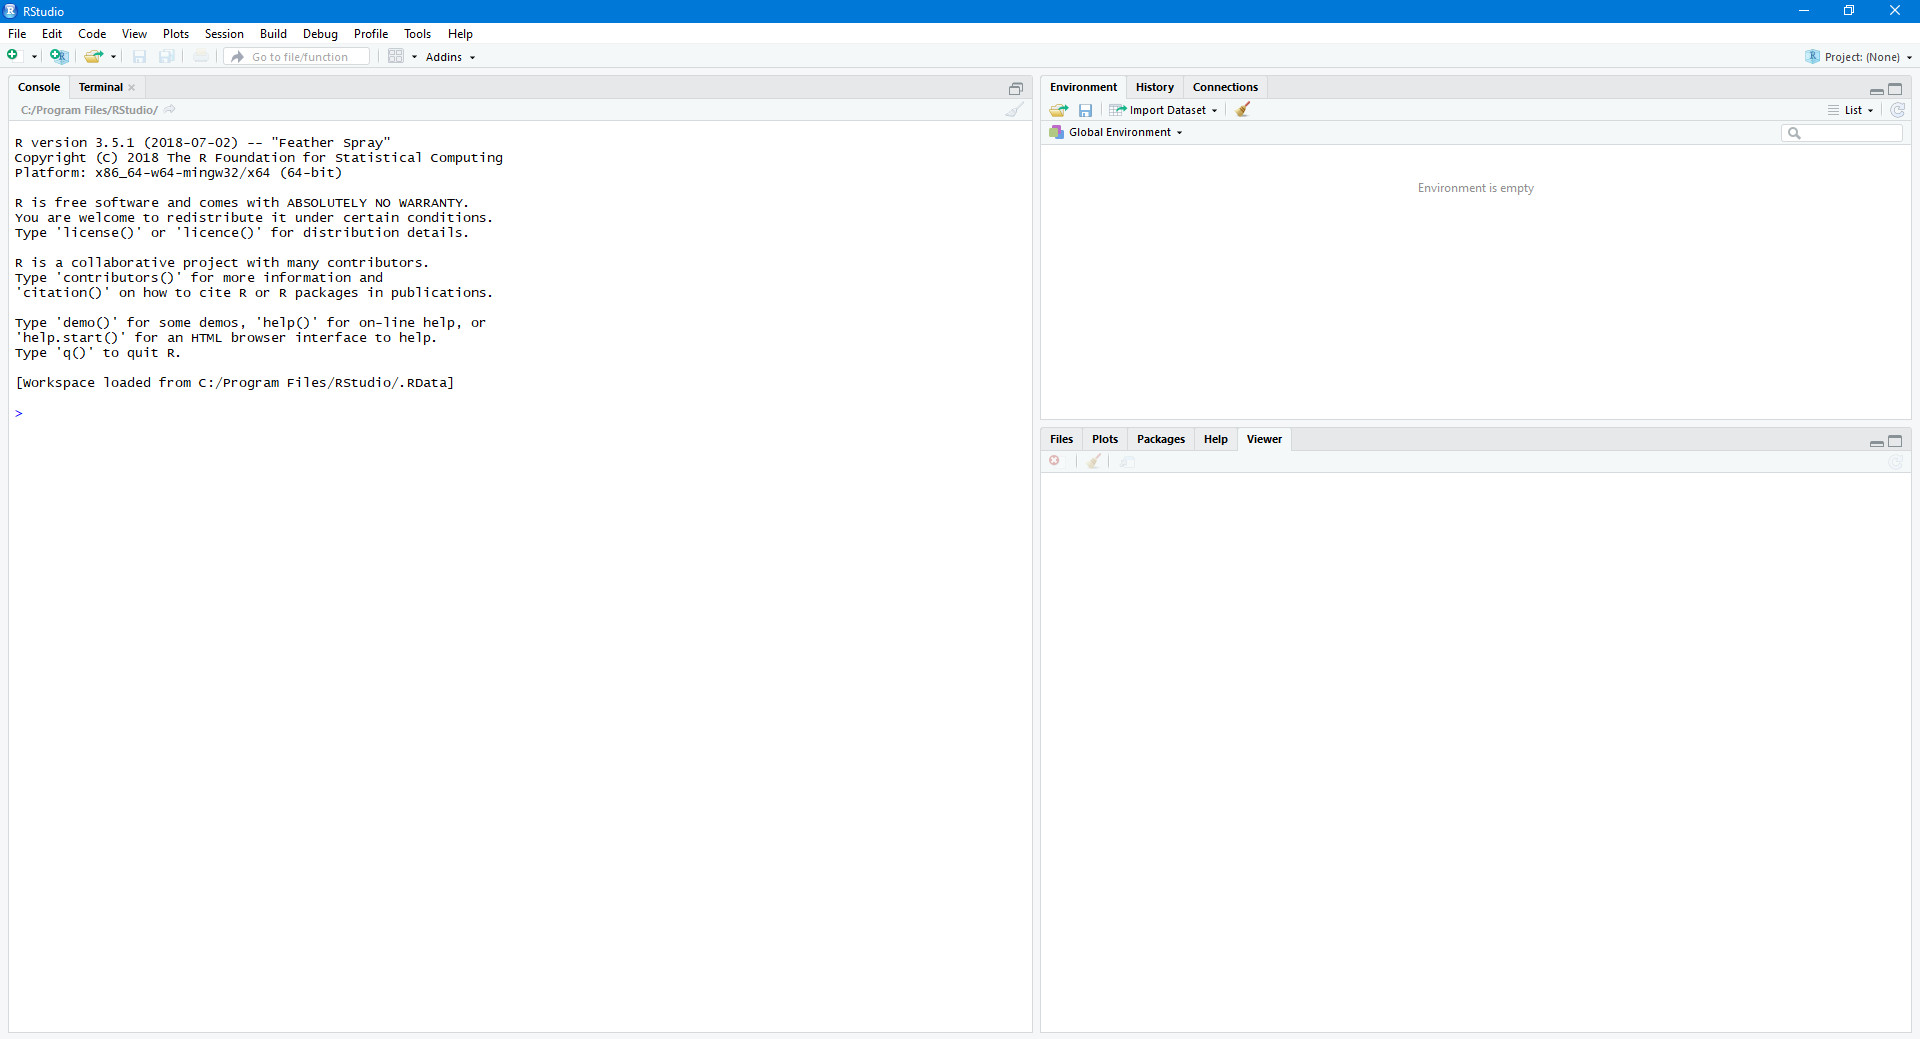 RStudio
File Edit Code View Plots Session Build Debug Profile Tools Help
Go to file/function Addins Project: (None)
Console Terminal
C:/Program Files/RStudio/
R version 3.5.1 (2018-07-02) -- "Feather Spray"
Copyright (C) 2018 The R Foundation for Statistical Computing
Platform: x86_64-w64-mingw32/x64 (64-bit)
R is free software and comes with ABSOLUTELY NO WARRANTY.
You are welcome to redistribute it under certain conditions.
Type 'license()' or 'licence()' for distribution details.
R is a collaborative project with many contributors.
Type 'contributors()' for more information and
'citation()' on how to cite R or R packages in publications.
Type 'demo()' for some demos, 'help()' for on-line help, or
'help.start()' for an HTML browser interface to help.
Type 'q()' to quit R.
[Workspace loaded from C:/Program Files/RStudio/.RData]
>
Environment History Connections
Import Dataset List
Global Environment
Environment is empty
Files Plots Packages Help Viewer